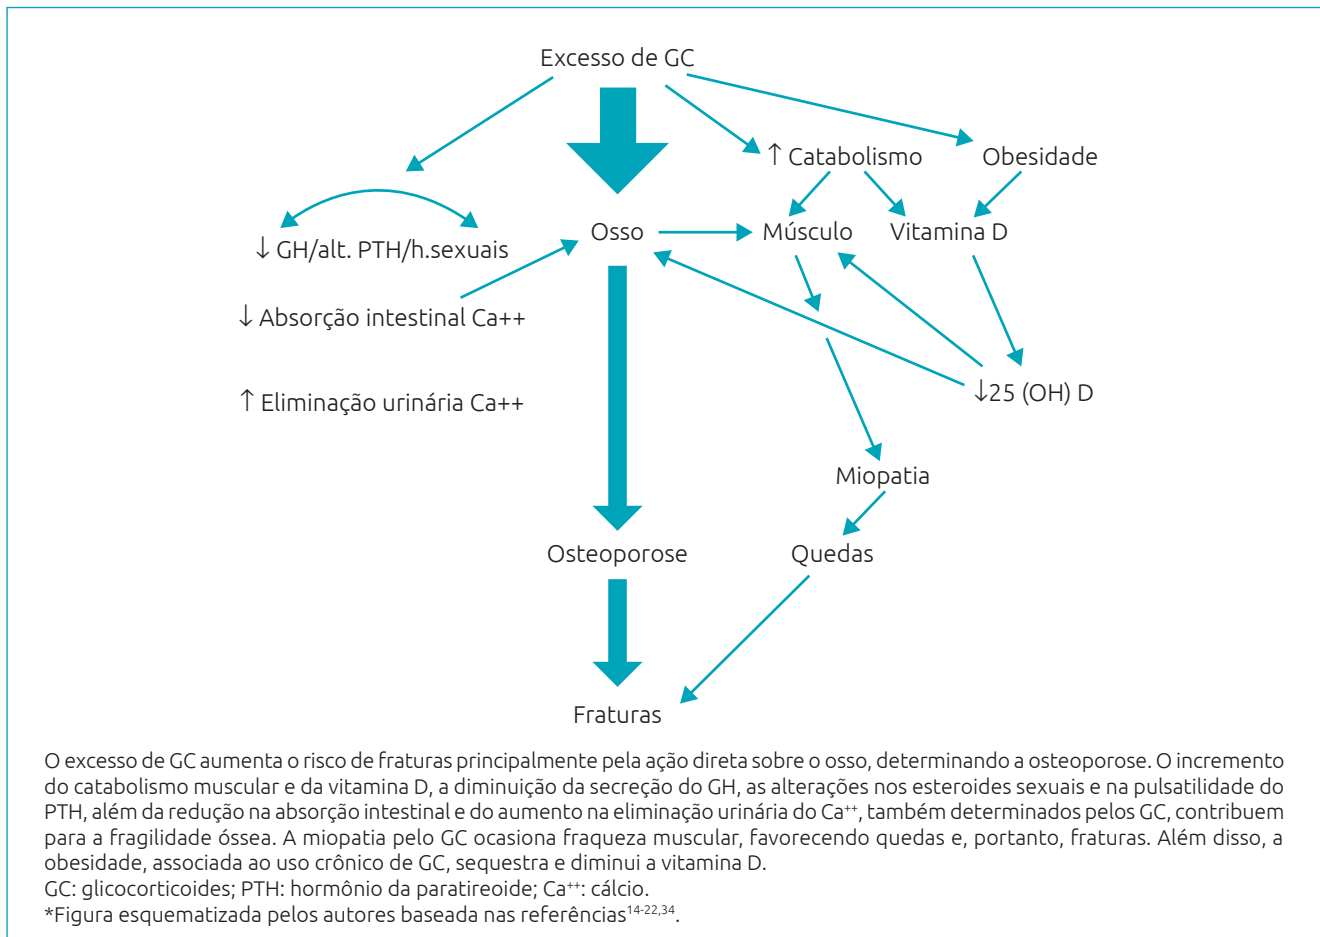 Excesso de GC
↑ Catabolismo
Obesidade
Osso
Músculo
Vitamina D
↓ GH/alt. PTH/h.sexuais
↓ Absorção intestinal Ca++
↑ Eliminação urinária Ca++
↓25 (OH) D
Miopatia
Osteoporose
Quedas
Fraturas
O excesso de GC aumenta o risco de fraturas principalmente pela ação direta sobre o osso, determinando a osteoporose. O incremento
do catabolismo muscular e da vitamina D, a diminuição da secreção do GH, as alterações nos esteroides sexuais e na pulsatilidade do
PTH, além da redução na absorção intestinal e do aumento na eliminação urinária do Ca⁺⁺, também determinados pelos GC, contribuem
para a fragilidade óssea. A miopatia pelo GC ocasiona fraqueza muscular, favorecendo quedas e, portanto, fraturas. Além disso, a
obesidade, associada ao uso crônico de GC, sequestra e diminui a vitamina D.
GC: glicocorticoides; PTH: hormônio da paratireoide; Ca⁺⁺: cálcio.
*Figura esquematizada pelos autores baseada nas referências¹⁴⁻²²,³⁴.